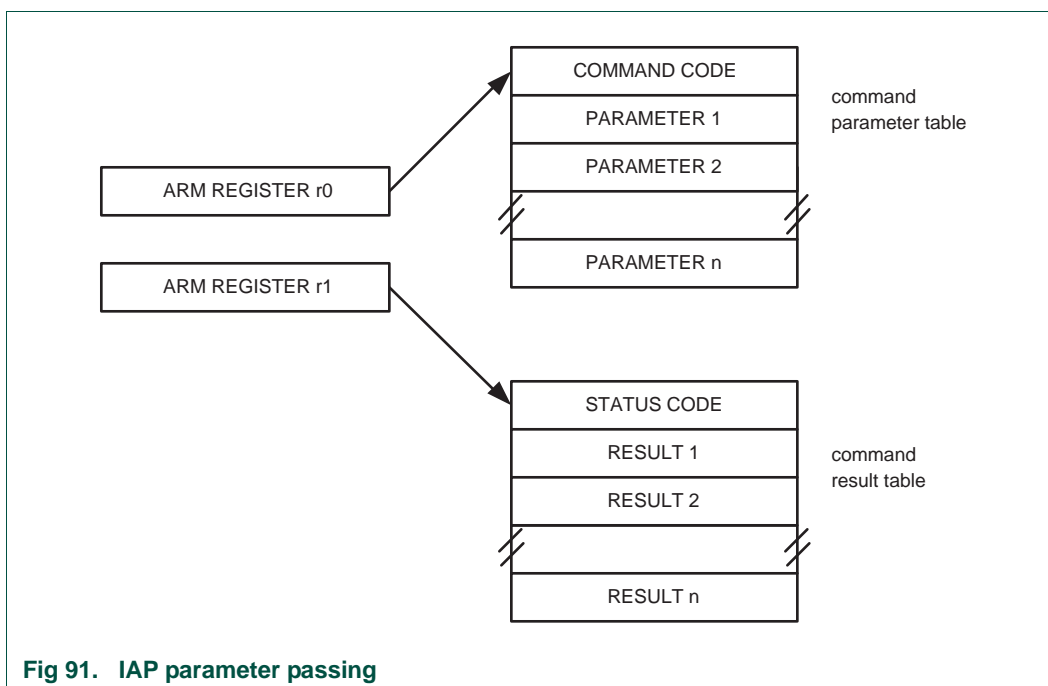 COMMAND CODE
PARAMETER 1
PARAMETER 2
PARAMETER n
command
parameter table
ARM REGISTER r0
ARM REGISTER r1
STATUS CODE
RESULT 1
RESULT 2
RESULT n
command
result table
Fig 91. IAP parameter passing